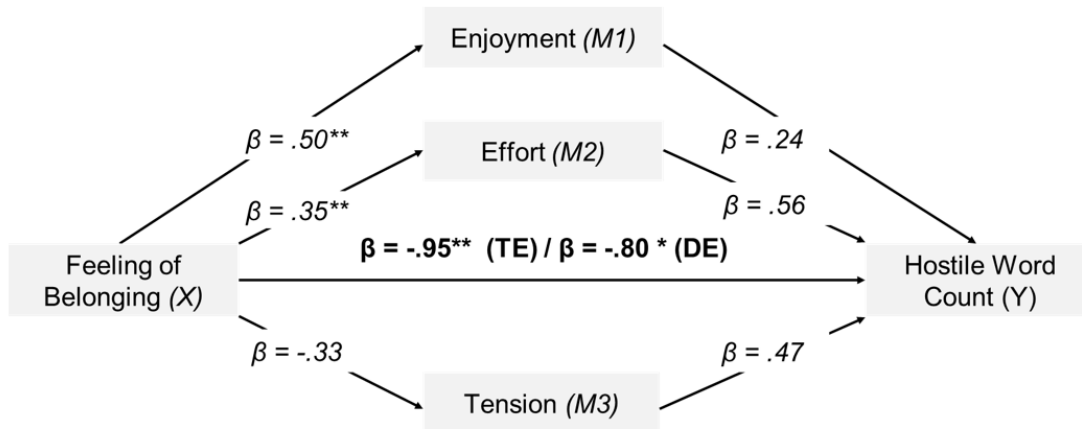 Enjoyment (M1)
β = .50**
β = .24
Effort (M2)
β = .35**
β = .56
β = -.95** (TE) / β = -.80 * (DE)
Feeling of
Belonging (X)
Hostile Word
Count (Y)
β = -.33
β = .47
Tension (M3)